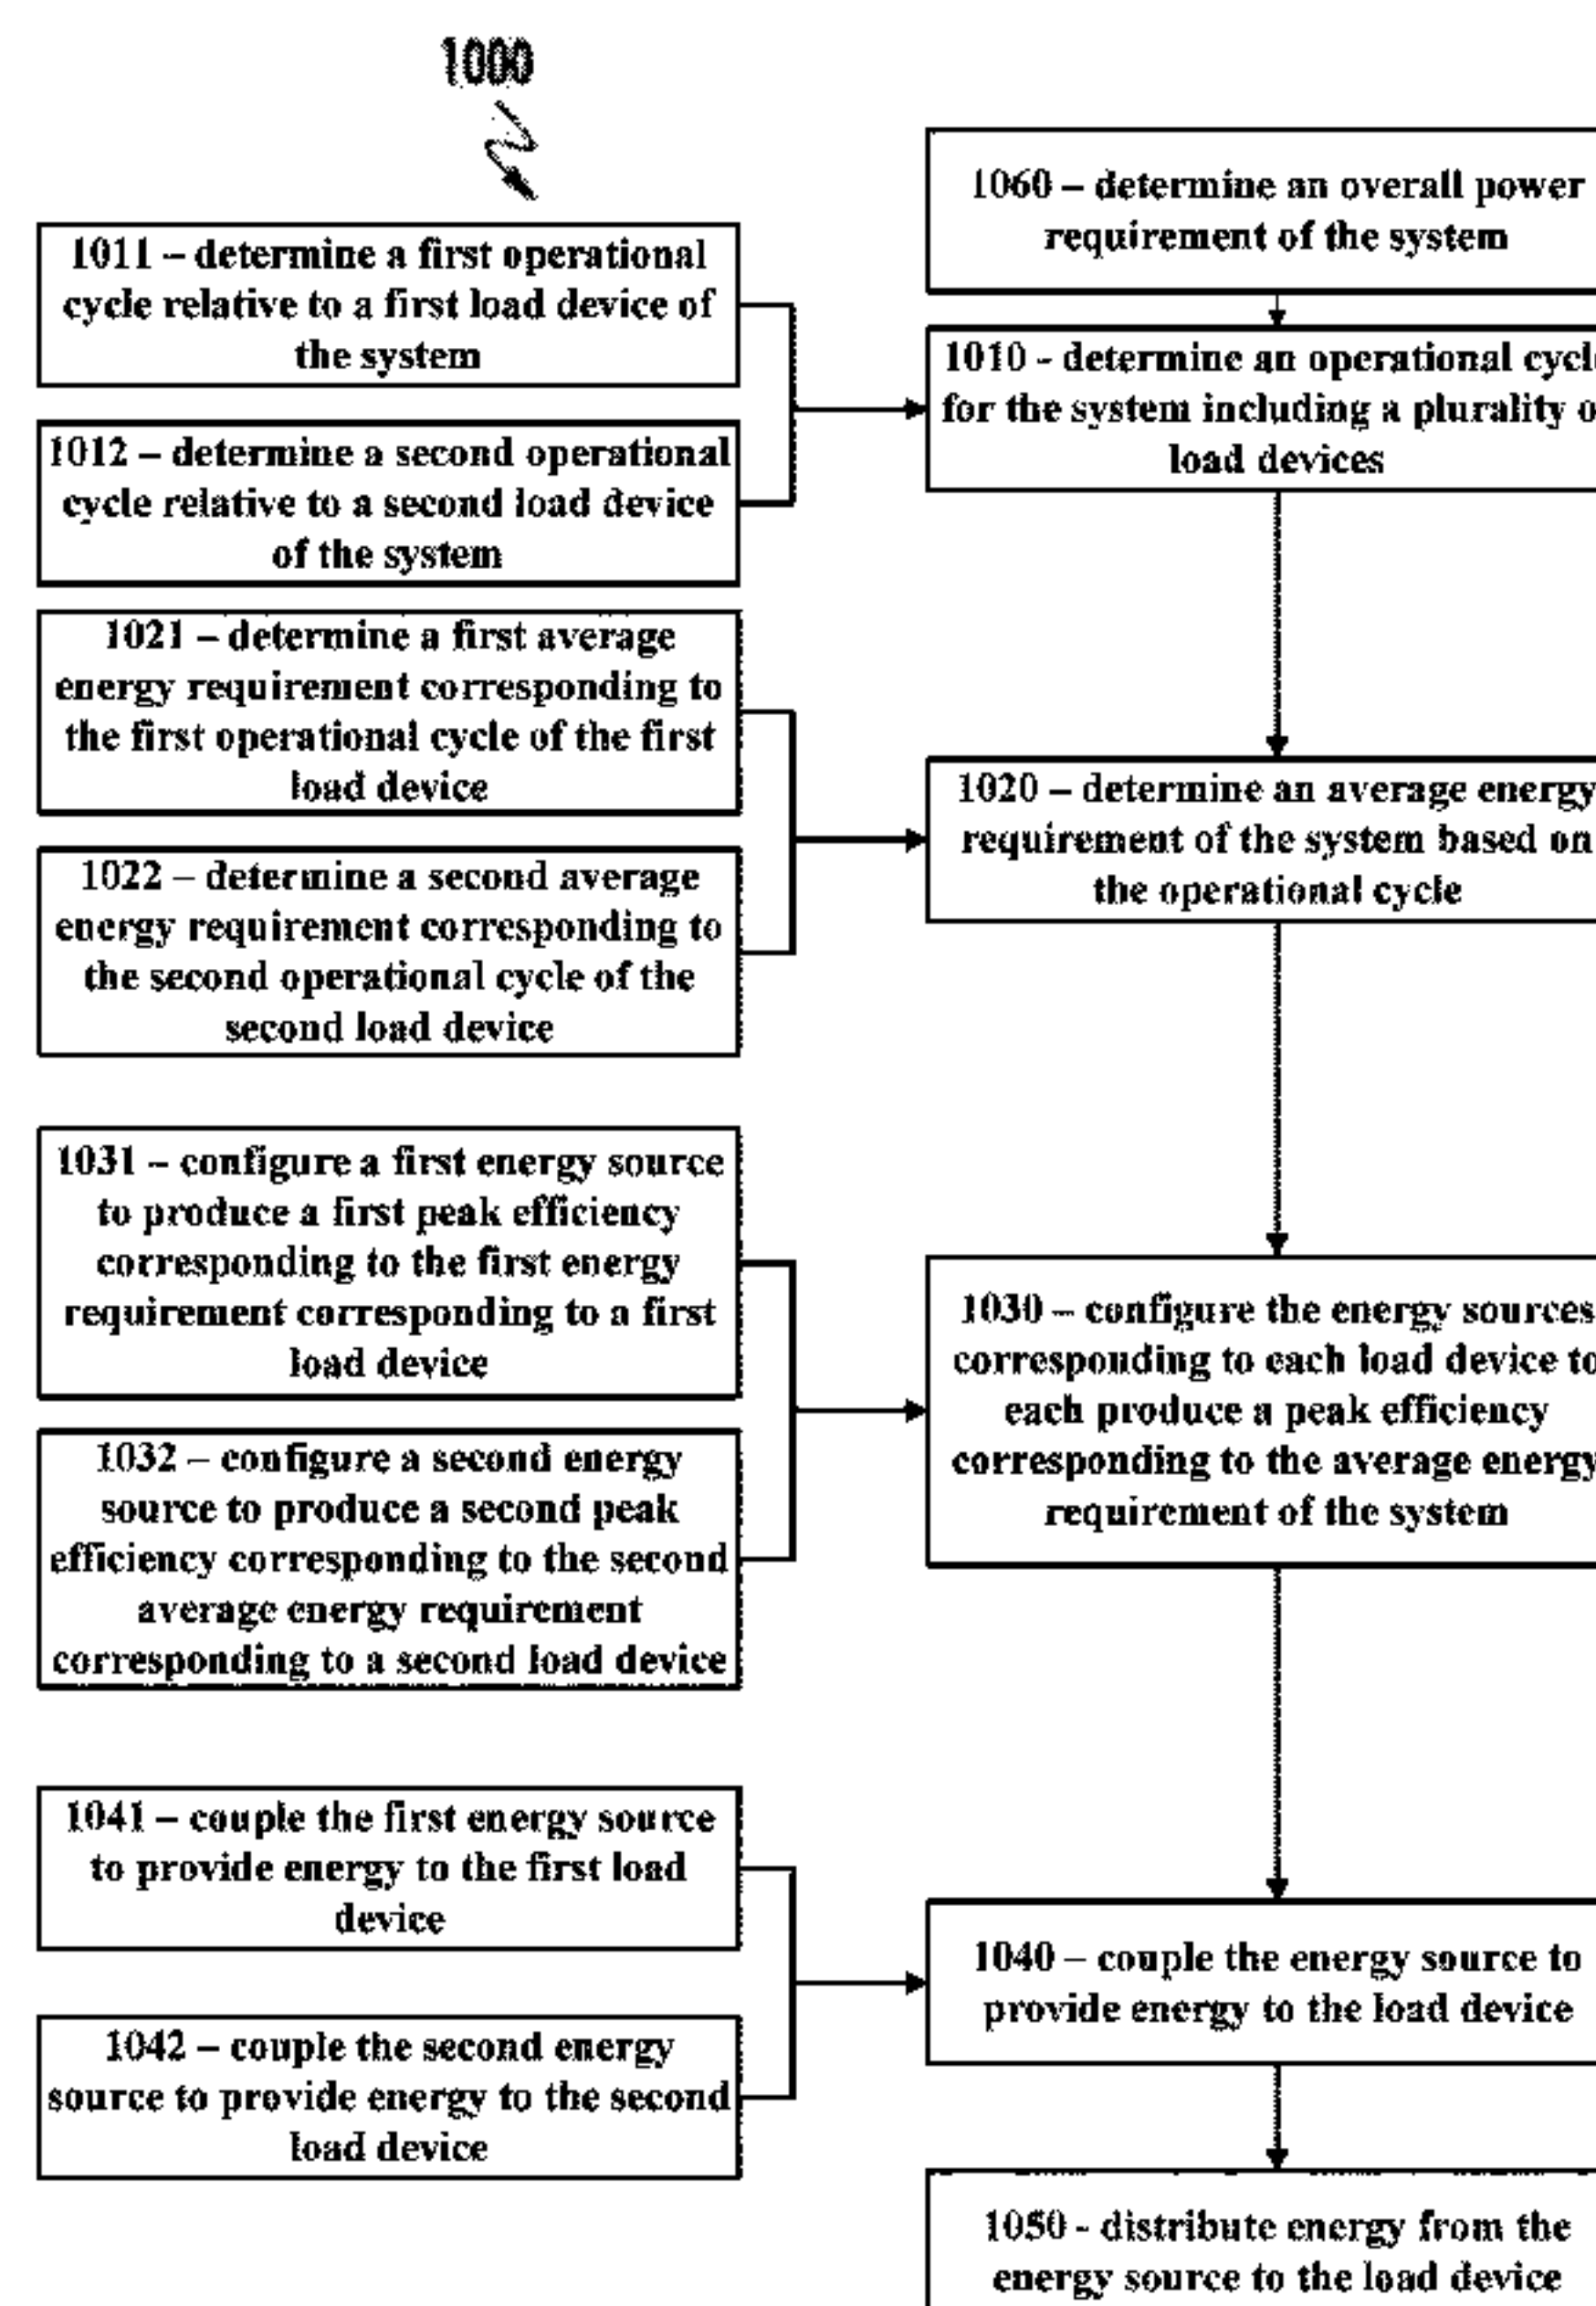 1000
1060 – determine an overall power
requirement of the system
1011 – determine a first operational
cycle relative to a first load device of
the system
1010 - determine an operational
for the system including a plurality
load devices
1012 – determine a second operational
cycle relative to a second load device
of the system
1021 – determine a first average
energy requirement corresponding to
the first operational cycle of the first
load device
1020 – determine an average energy
requirement of the system based on
the operational cycle
1022 – determine a second average
energy requirement corresponding to
the second operational cycle of the
second load device
1031 – configure a first energy source
to produce a first peak efficiency
corresponding to the first energy
requirement corresponding to a first
load device
1030 – configure the energy sources
corresponding to each load device to
each produce a peak efficiency
corresponding to the average energy
requirement of the system
1032 – configure a second energy
source to produce a second peak
efficiency corresponding to the second
average energy requirement
corresponding to a second load device
1041 – couple the first energy source
to provide energy to the first load
device
1040 – couple the energy source to
provide energy to the load device
1042 – couple the second energy
source to provide energy to the second
load device
1050 - distribute energy from the
energy source to the load device